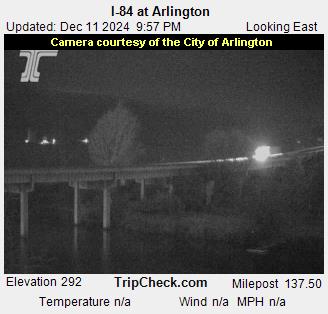 I-84 at Arlington
Updated: Dec 11 2024 9:57 PM Looking East
Camera courtesy of the City of Arlington
Elevation 292 TripCheck.com Milepost 137.50
Temperature n/a Wind n/a MPH n/a